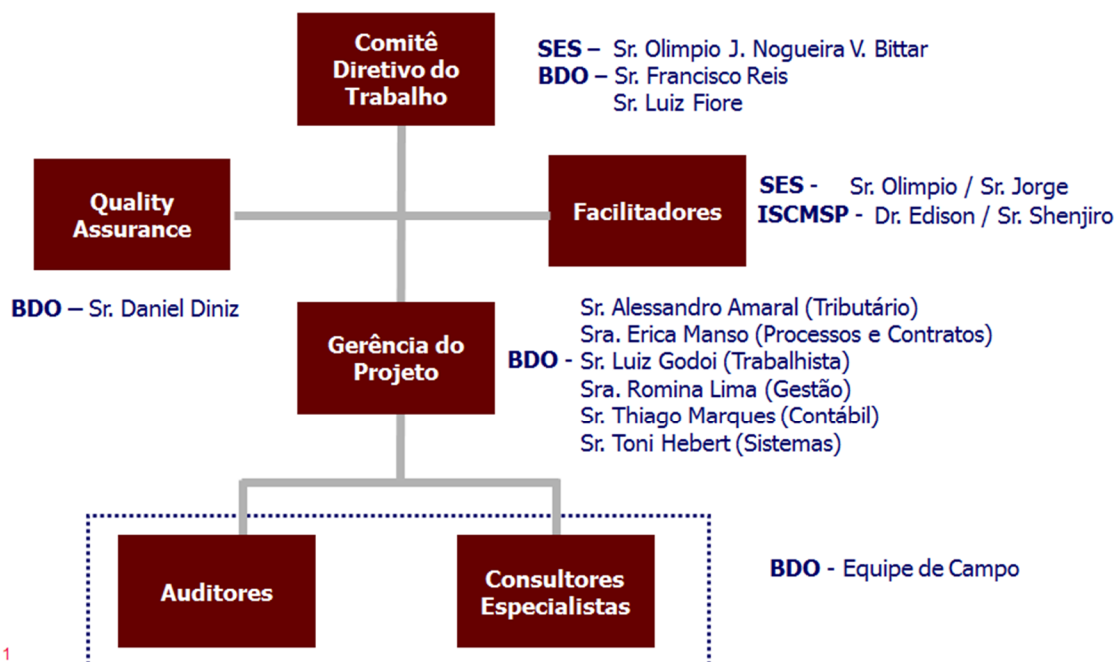 Comitê
Diretivo do
Trabalho
SES – Sr. Olimpio J. Nogueira V. Bittar
BDO – Sr. Francisco Reis
Sr. Luiz Fiore
Quality
Assurance
BDO – Sr. Daniel Diniz
Facilitadores
SES - Sr. Olimpio / Sr. Jorge
ISCMSP - Dr. Edison / Sr. Shenjiro
Gerência do
Projeto
Sr. Alessandro Amaral (Tributário)
Sra. Erica Manso (Processos e Contratos)
BDO - Sr. Luiz Godoi (Trabalhista)
Sra. Romina Lima (Gestão)
Sr. Thiago Marques (Contábil)
Sr. Toni Hebert (Sistemas)
Auditores
Consultores
Especialistas
BDO - Equipe de Campo
1